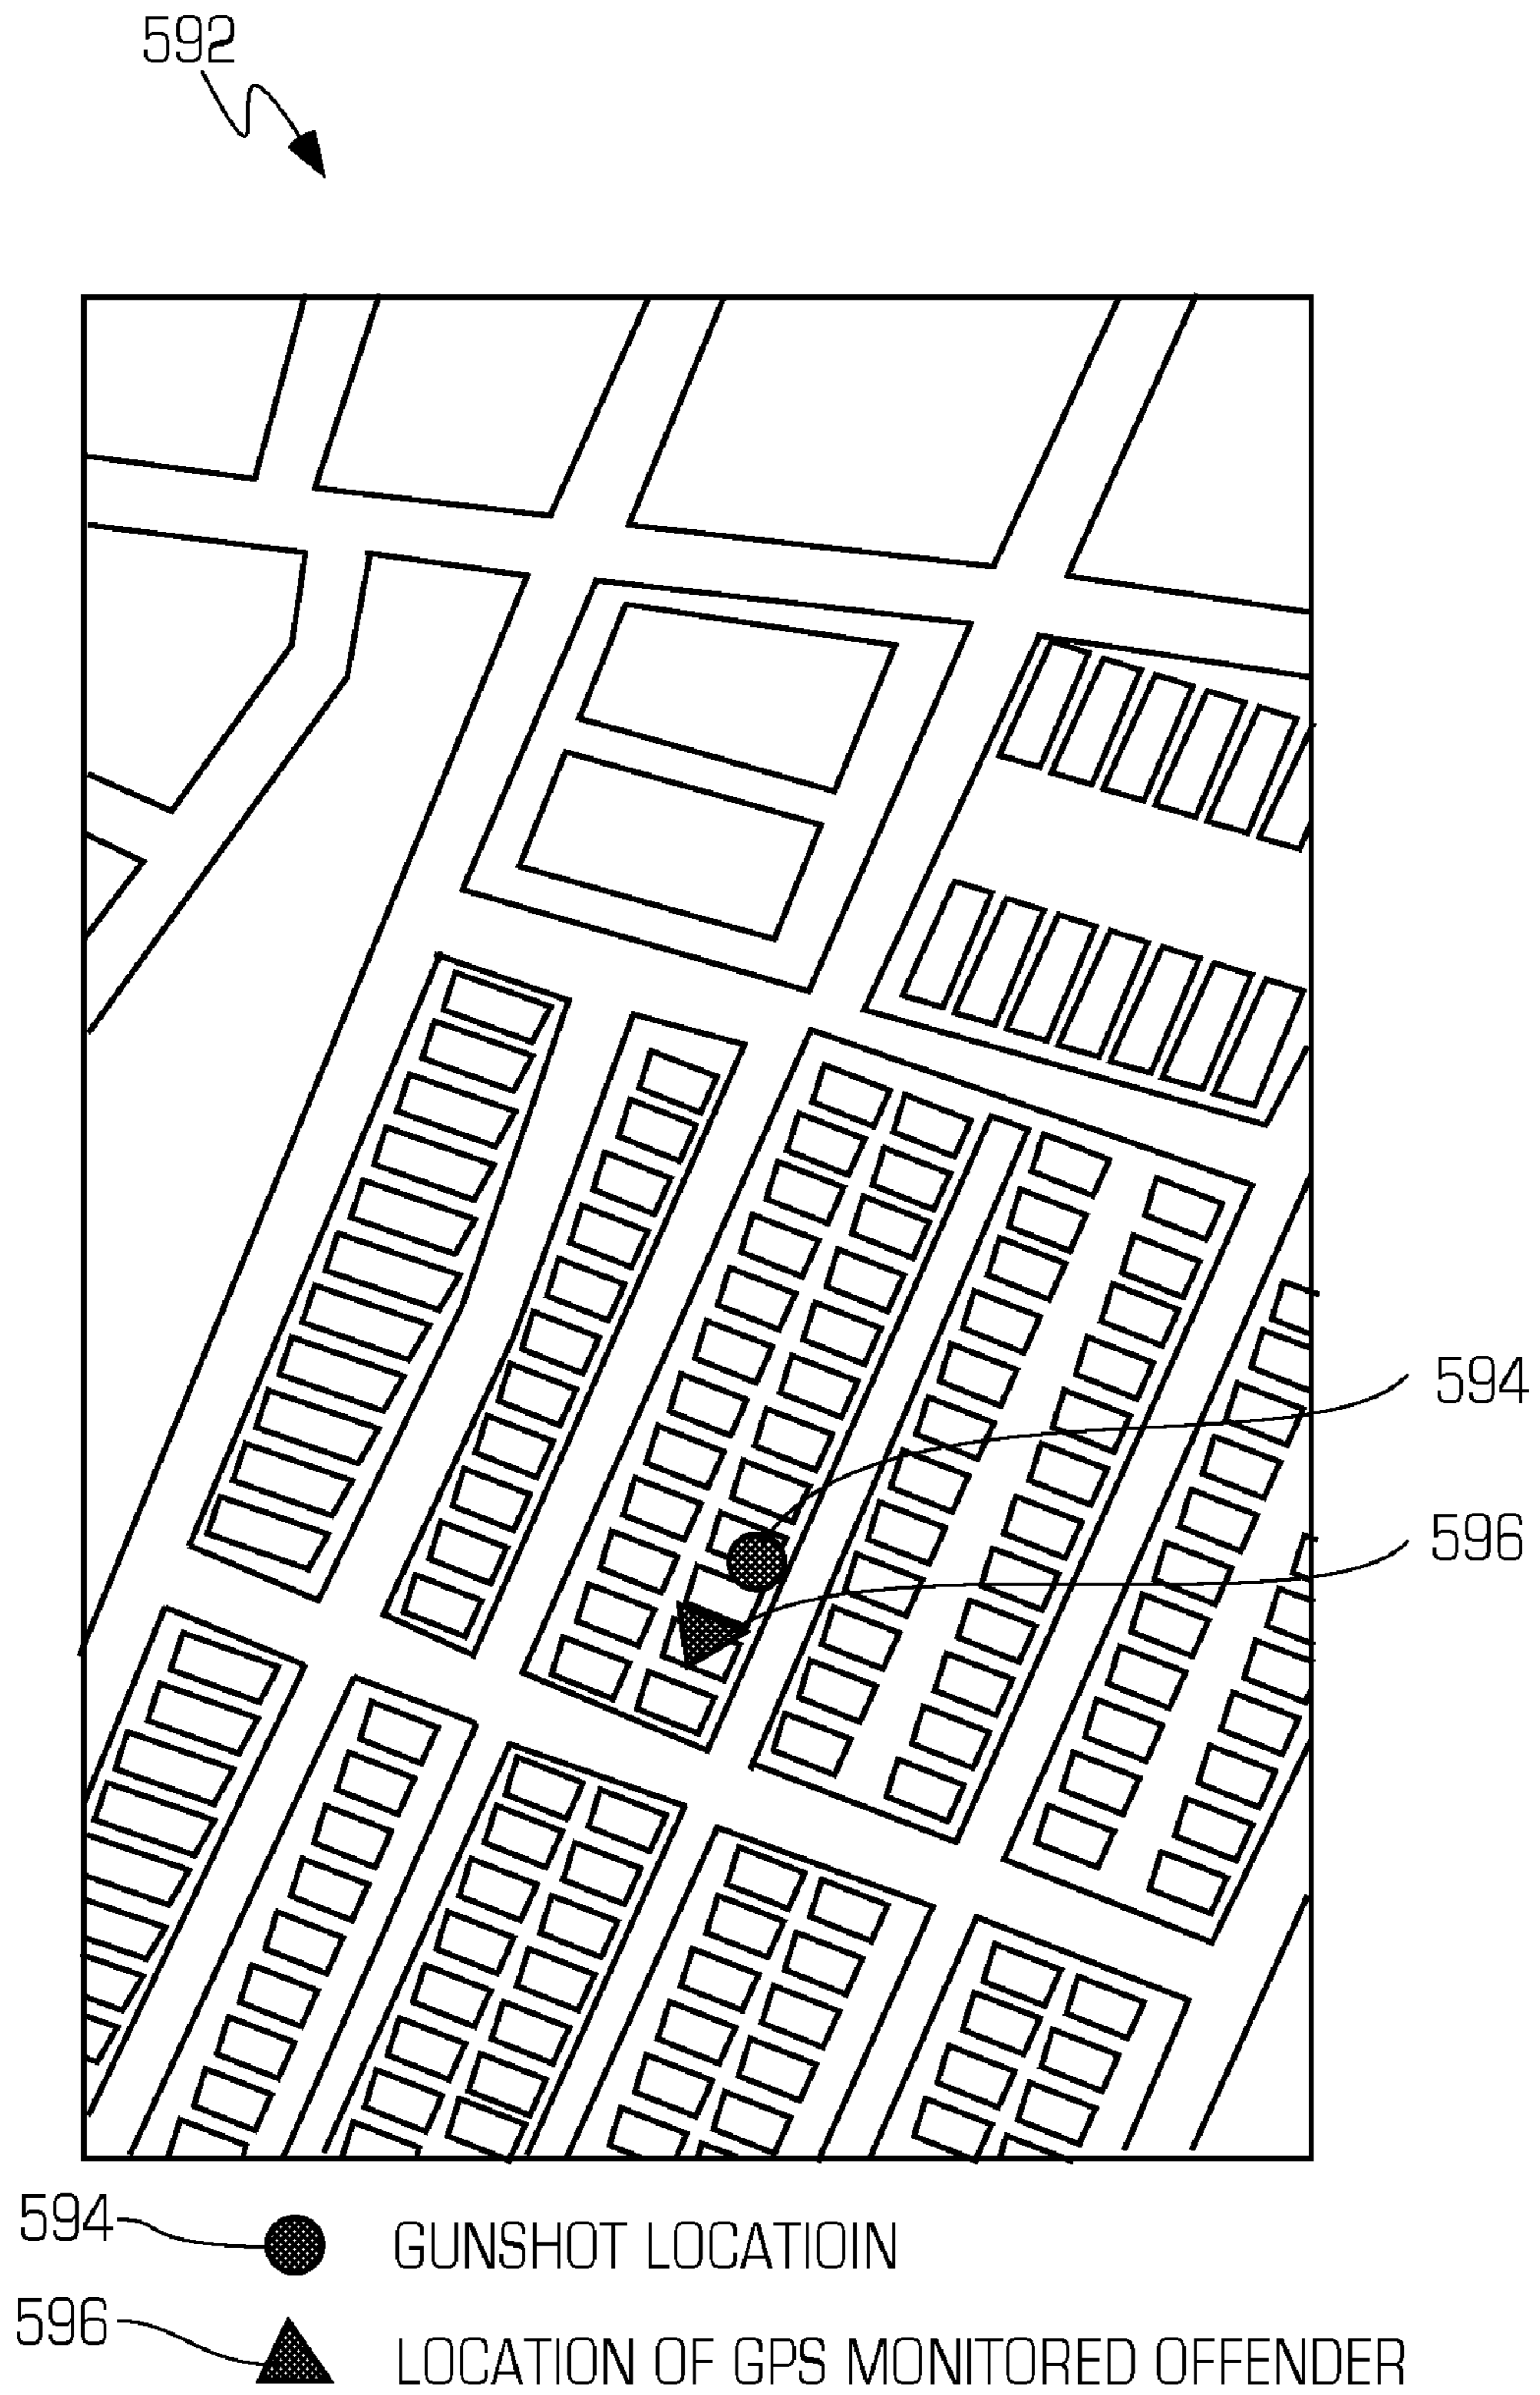 592
594
596
594 GUNSHOT LOCATIOIN
596 LOCATION OF GPS MONITORED OFFENDER